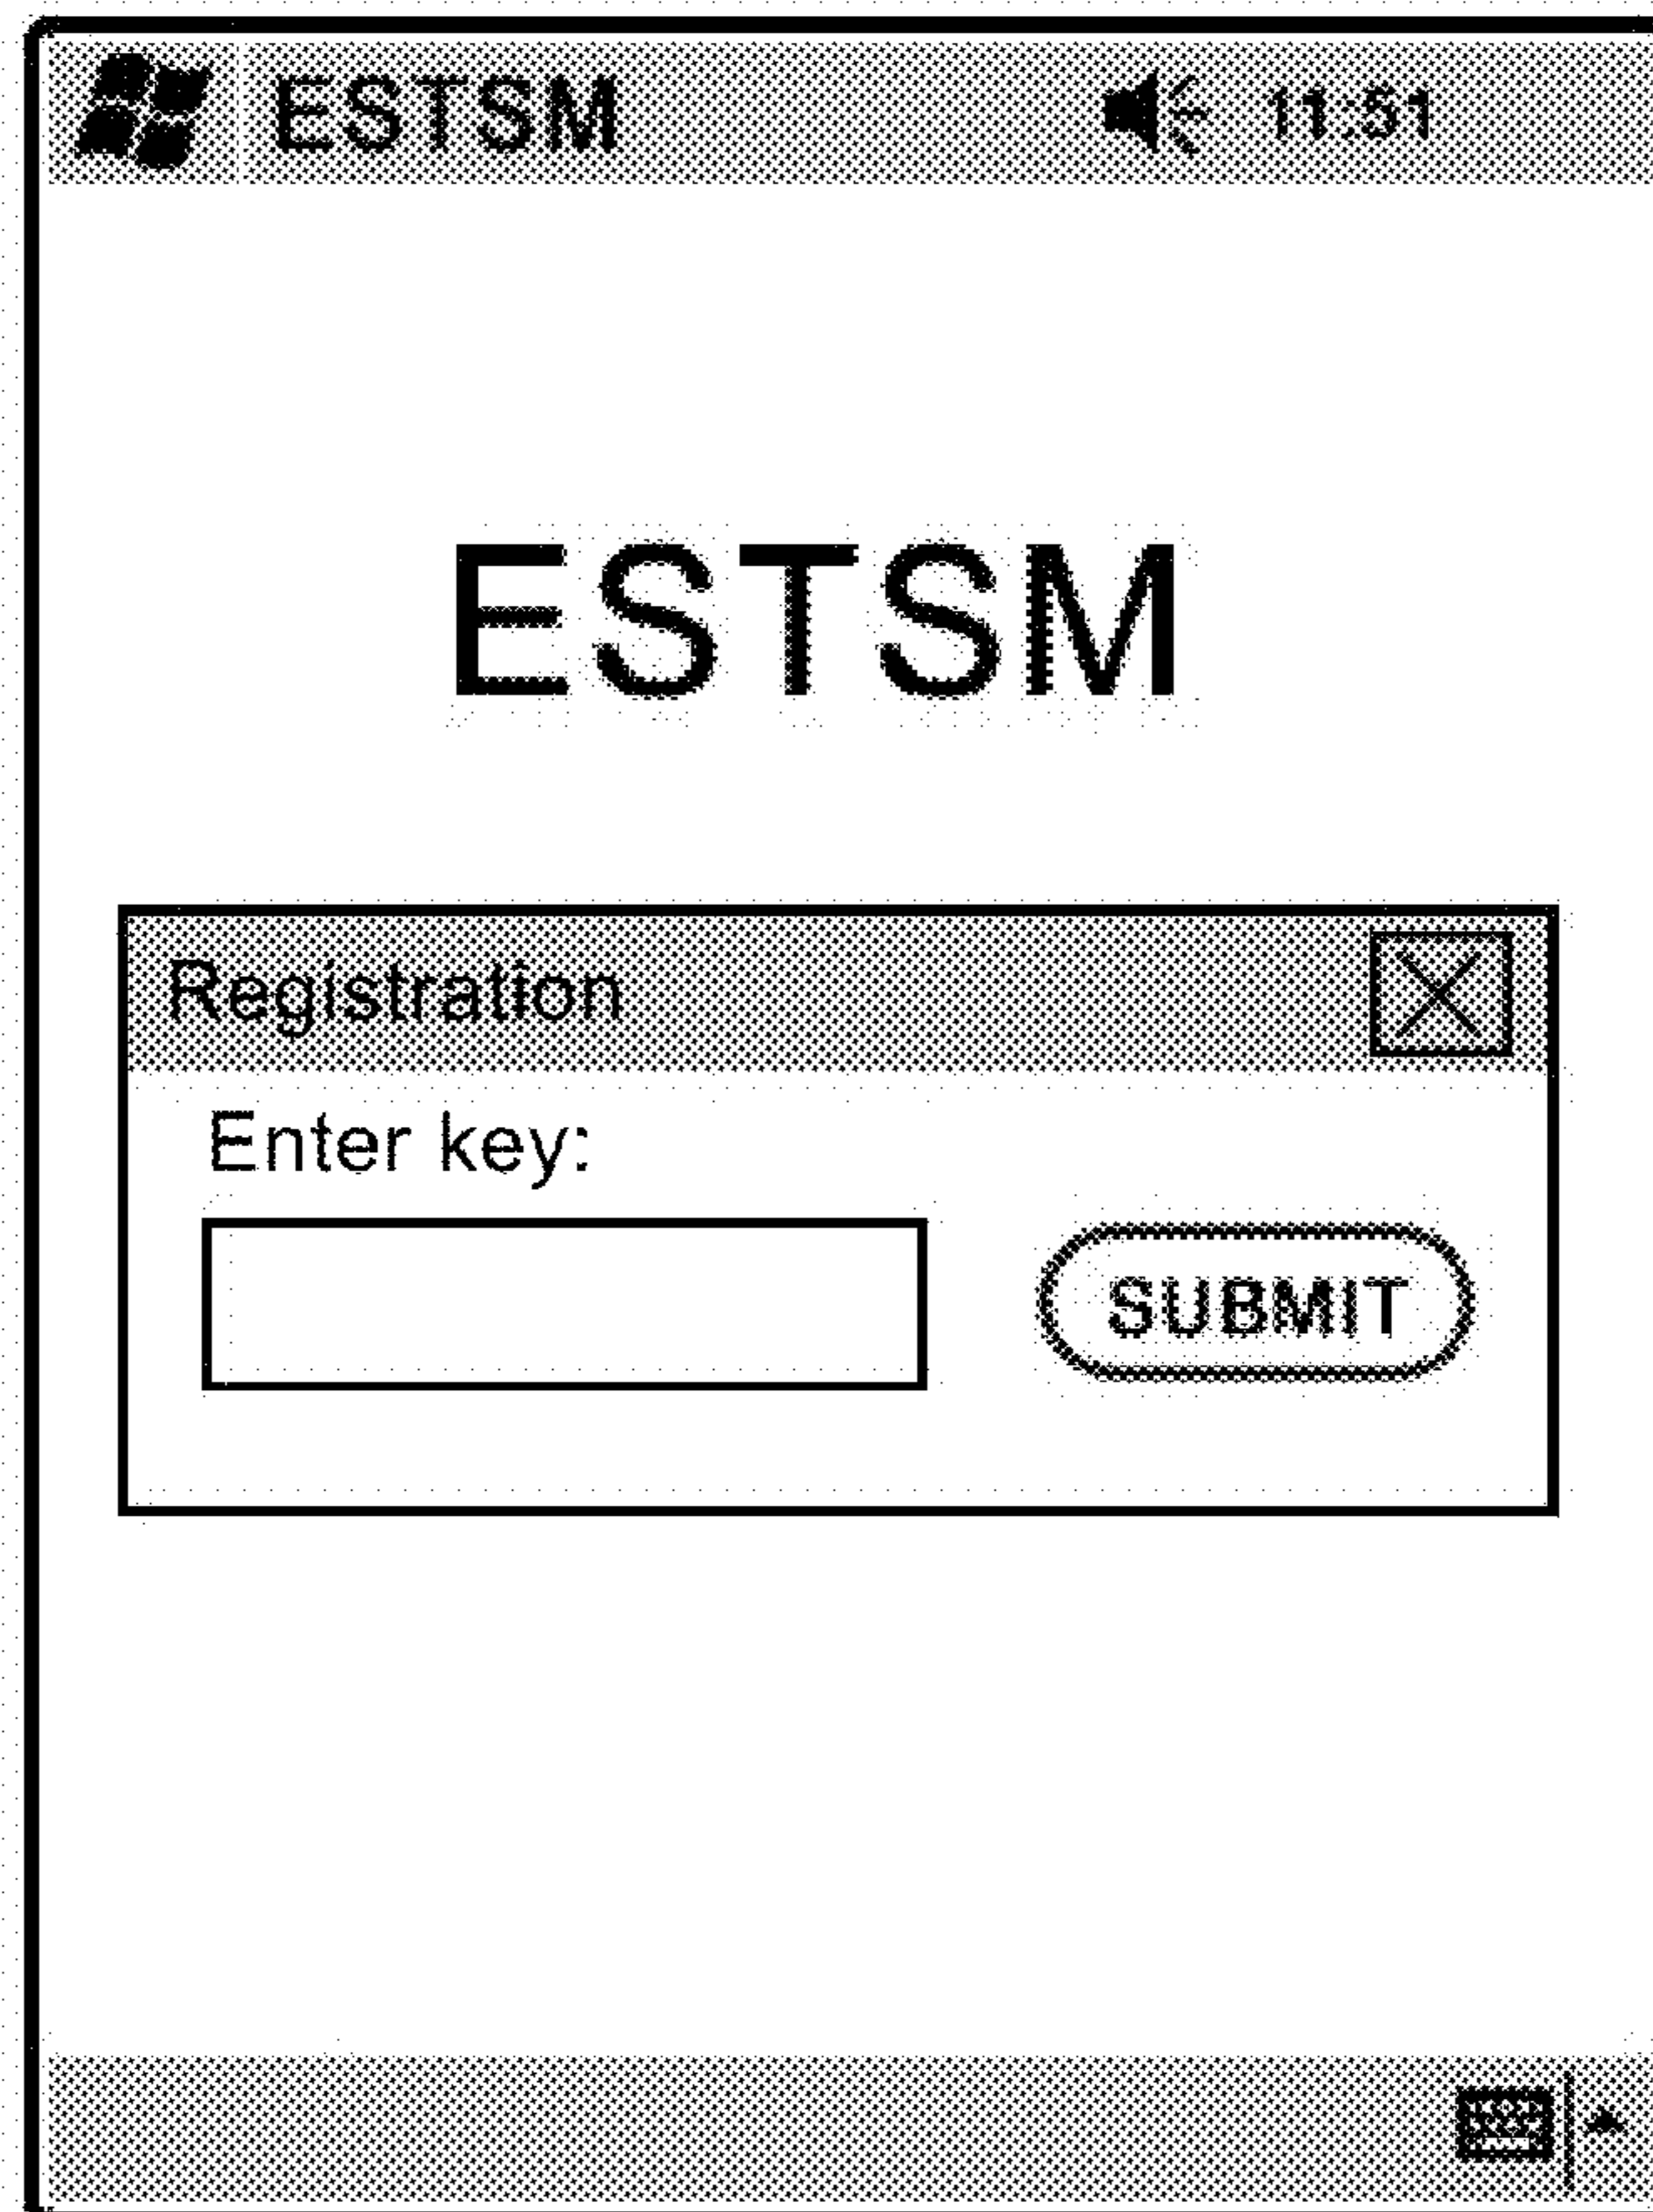 ESTSM 11:51
ESTSM
Registration
Enter key:
SUBMIT